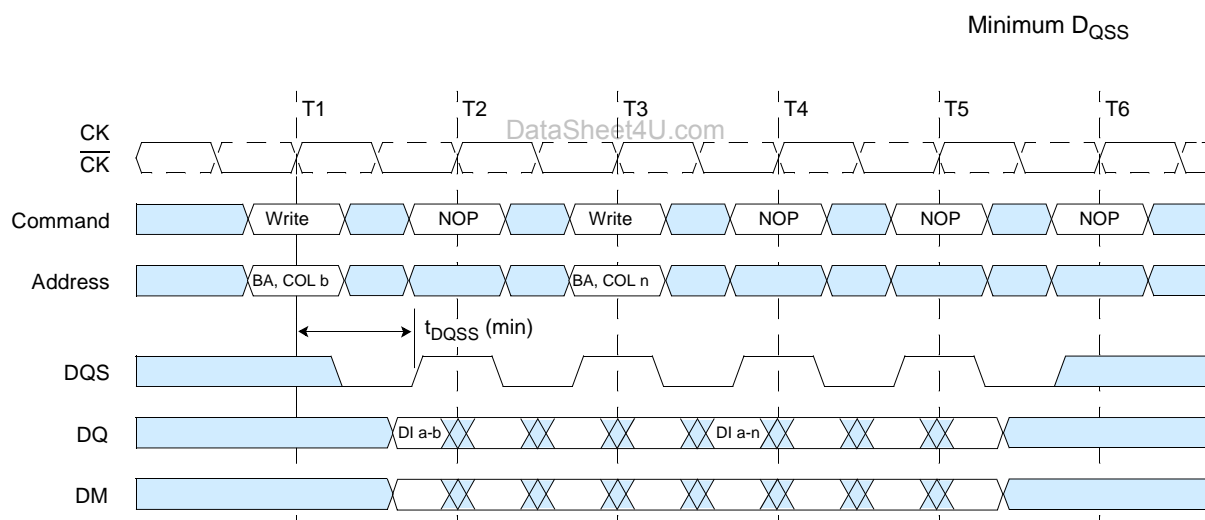 Minimum DQSS
T1 T2 T3 T4 T5 T6
DataSheet4U.com
CK
CK
Command Write NOP Write NOP NOP NOP
Address BA, COL b BA, COL n
tDQSS (min)
DQS
DQ DI a-b DI a-n
DM